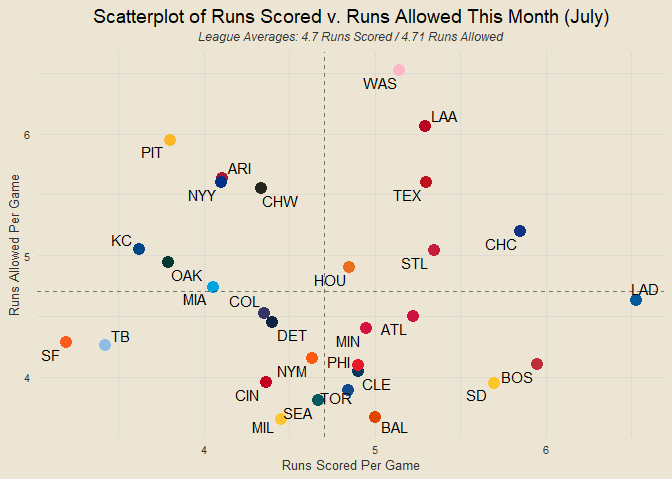 Scatterplot of Runs Scored v. Runs Allowed This Month (July)
League Averages: 4.7 Runs Scored / 4.71 Runs Allowed
WAS
LAA
6
PIT
ARI
NYY
CHW
TEX
KC
CHC
5
OAK
STL
HOU
MIA
LAD
COL
DET
ATL
MIN
TB
SF
PHI
NYM
4
BOS
CLE
CIN
SD
TOR
SEA
MIL
BAL
4
5
6
Runs Scored Per Game
Runs Allowed Per Game